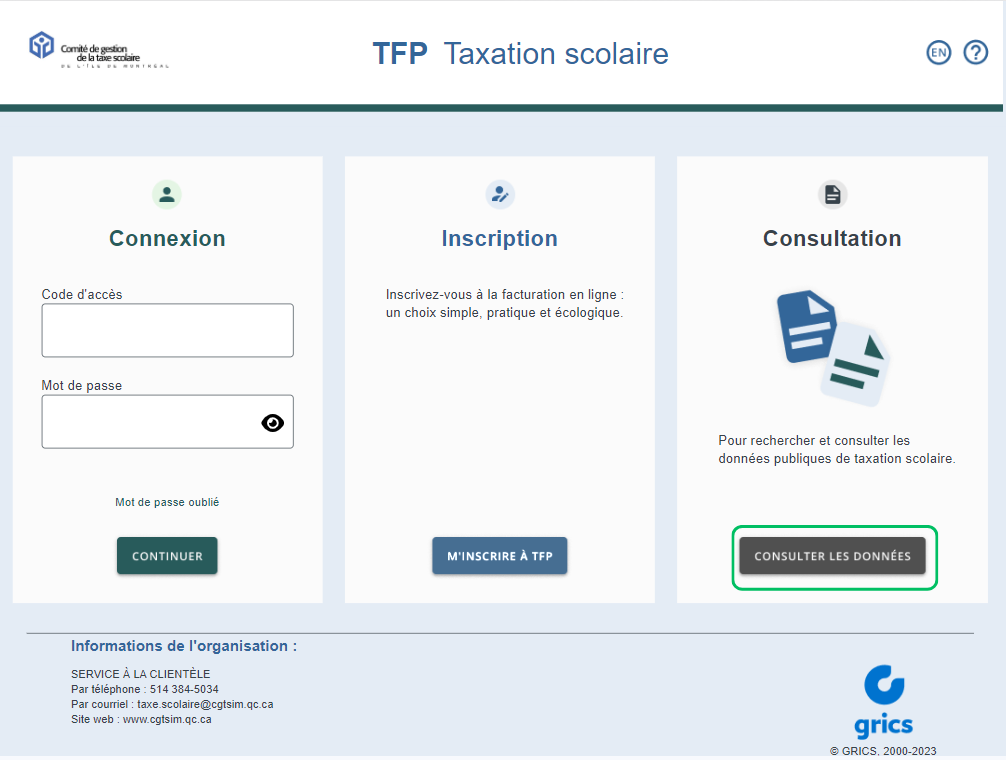 Comité de gestion
de la taxe scolaire
DE L'ÎLE DE MONTRÉAL
TFP Taxation scolaire
EN ?
Connexion
Code d'accès
Mot de passe
Mot de passe oublié
CONTINUER
Inscription
Inscrivez-vous à la facturation en ligne :
un choix simple, pratique et écologique.
M'INSCRIRE À TFP
Consultation
Pour rechercher et consulter les
données publiques de taxation scolaire.
CONSULTER LES DONNÉES
Informations de l'organisation :
SERVICE À LA CLIENTÈLE
Par téléphone : 514 384-5034
Par courriel : taxe.scolaire@cgtsim.qc.ca
Site web : www.cgtsim.qc.ca
grics
© GRICS, 2000-2023